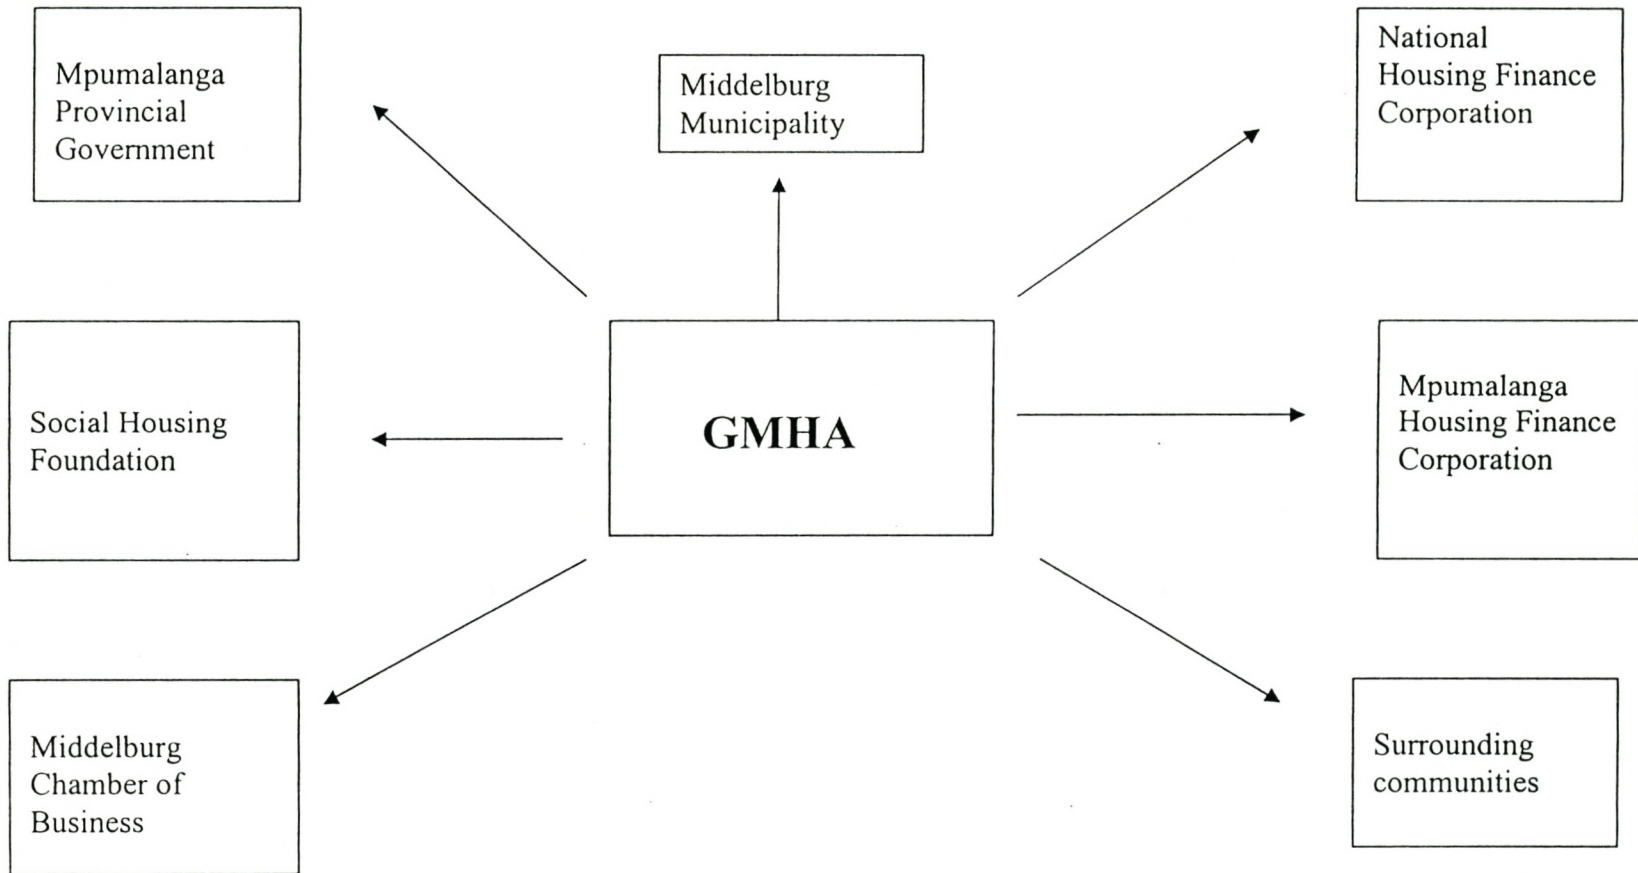 Mpumalanga
Provincial
Government
Middelburg
Municipality
National
Housing Finance
Corporation
Social Housing
Foundation
GMHA
Mpumalanga
Housing Finance
Corporation
Middelburg
Chamber of
Business
Surrounding
communities